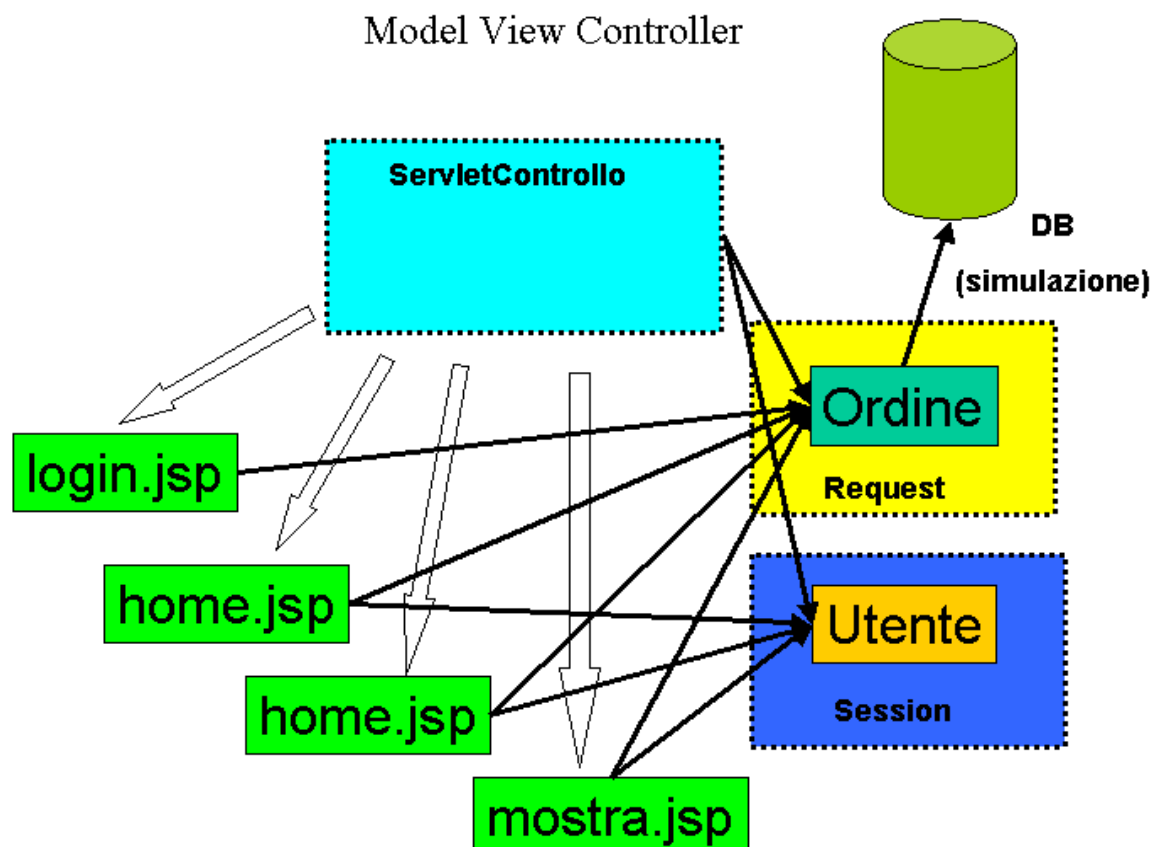 Model View Controller
ServletControllo
DB
(simulazione)
Ordine
login.jsp
Request
home.jsp
Utente
home.jsp
Session
mostra.jsp